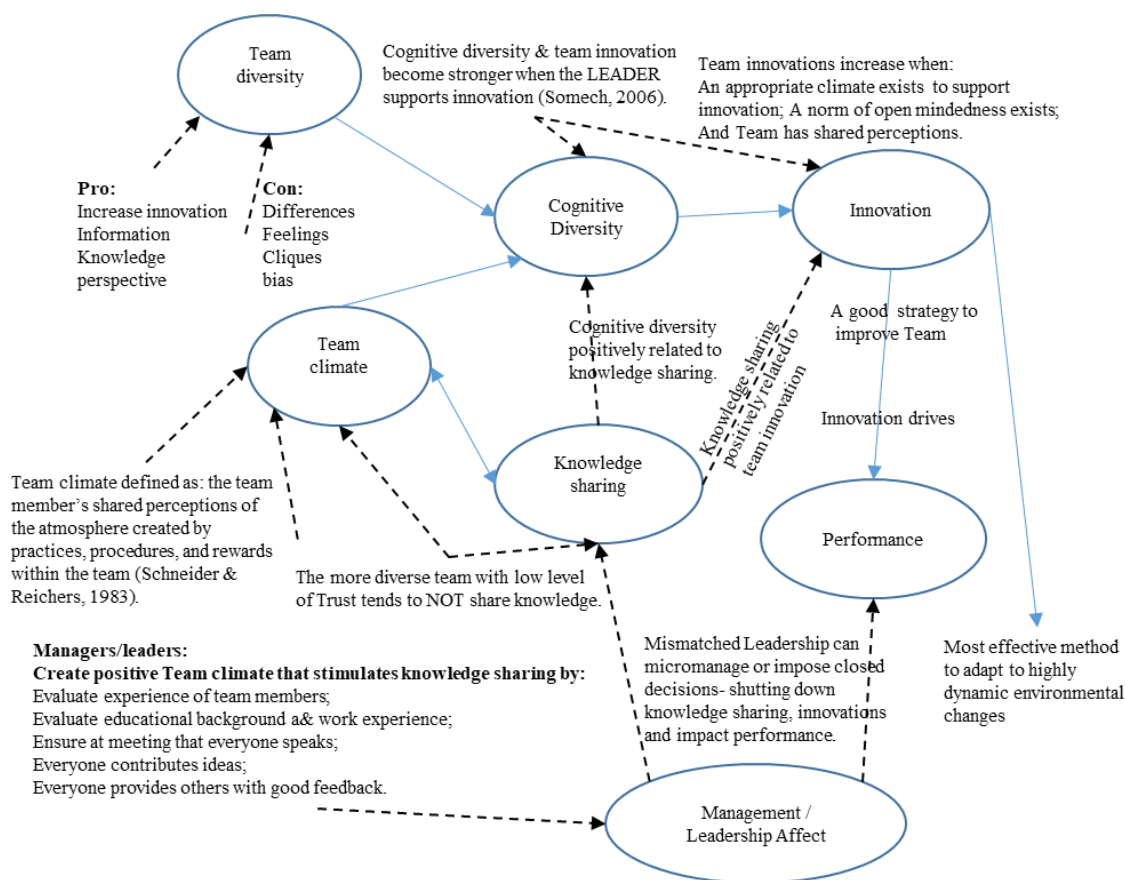 Team
diversity
Cognitive diversity & team innovation
become stronger when the LEADER
supports innovation (Somech, 2006).
Team innovations increase when:
An appropriate climate exists to support
innovation; A norm of open mindedness exists;
And Team has shared perceptions.
Pro:
Increase innovation
Information
Knowledge
perspective
Con:
Differences
Feelings
Cliques
bias
Cognitive
Diversity
Innovation
Team
climate
Cognitive diversity
positively related to
knowledge sharing.
Knowledge sharing
positively related to
team innovation
A good strategy to
improve Team
Innovation drives
Knowledge
sharing
Performance
Team climate defined as: the team
member’s shared perceptions of
the atmosphere created by
practices, procedures, and rewards
within the team (Schneider &
Reichers, 1983).
The more diverse team with low level
of Trust tends to NOT share knowledge.
Managers/leaders:
Create positive Team climate that stimulates knowledge sharing by:
Evaluate experience of team members;
Evaluate educational background a& work experience;
Ensure at meeting that everyone speaks;
Everyone contributes ideas;
Everyone provides others with good feedback.
Mismatched Leadership can
micromanage or impose closed
decisions- shutting down
knowledge sharing, innovations
and impact performance.
Most effective method
to adapt to highly
dynamic environmental
changes
Management /
Leadership Affect